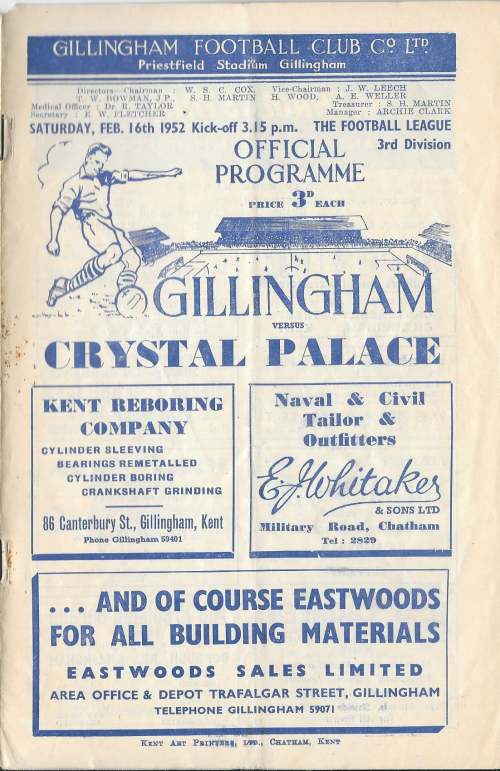 GILLINGHAM FOOTBALL CLUB Co LTD.
Priestfield Stadium Gillingham
Directors—Chairman : W. S. C. COX, Vice-Chairman : J. W. LEECH
T. W. BOWMAN, J.P., S. H. MARTIN H. WOOD, A. E. WELLER
Medical Officer : Dr R. TAYLOR Treasurer : S. H. MARTIN
Secretary : E. W. FLETCHER Manager : ARCHIE CLARK
SATURDAY, FEB. 16th 1952 Kick-off 3.15 p.m. THE FOOTBALL LEAGUE
3rd Division
OFFICIAL
PROGRAMME
PRICE 3D EACH
GILLINGHAM
VERSUS
CRYSTAL PALACE
KENT REBORING
COMPANY
CYLINDER SLEEVING
BEARINGS REMETALLED
CYLINDER BORING
CRANKSHAFT GRINDING
86 Canterbury St., Gillingham, Kent
Phone Gillingham 59401
Naval & Civil
Tailor &
Outfitters
E.J. Whitaker
& SONS LTD
Military Road, Chatham
Tel : 2829
... AND OF COURSE EASTWOODS
FOR ALL BUILDING MATERIALS
EASTWOODS SALES LIMITED
AREA OFFICE & DEPOT TRAFALGAR STREET, GILLINGHAM
TELEPHONE GILLINGHAM 59071
KENT ART PRINTERS, CHATHAM, KENT